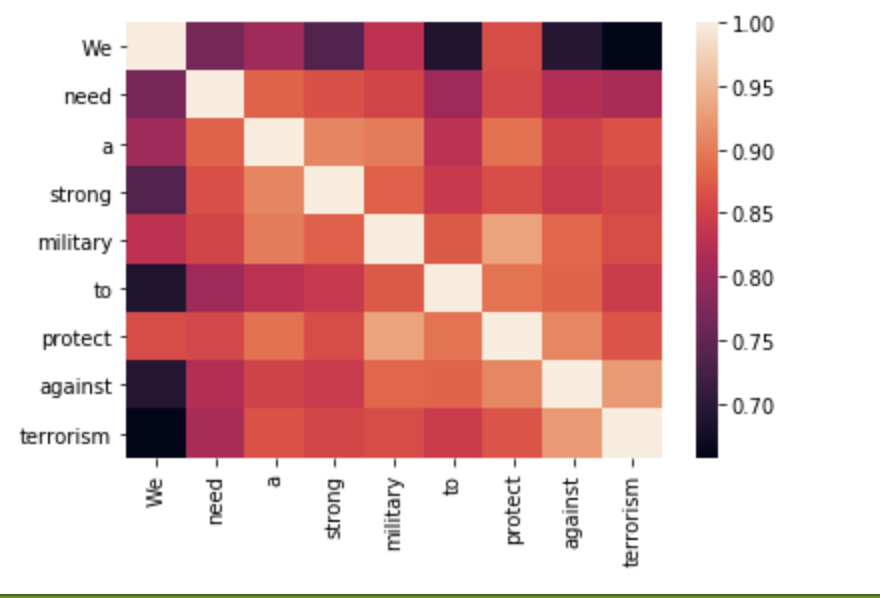 We
need
a
strong
military
to
protect
against
terrorism
We need a strong military to protect against terrorism
1.00
0.95
0.90
0.85
0.80
0.75
0.70